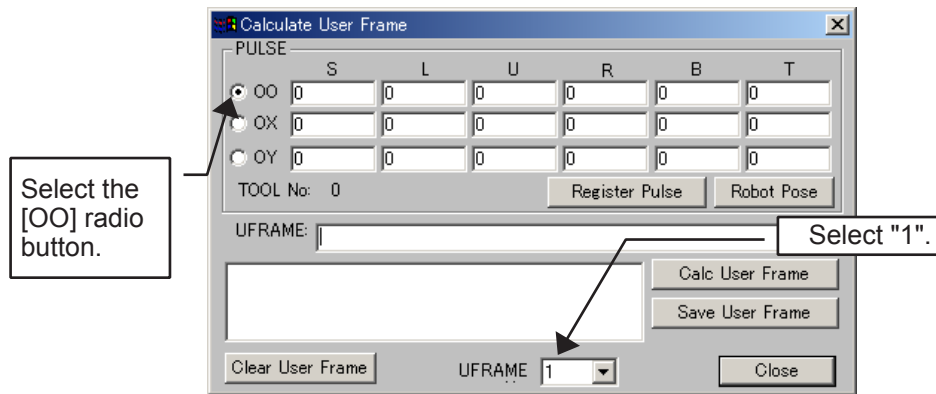 Calculate User Frame
PULSE
S L U R B T
OO 0 0 0 0 0 0
OX 0 0 0 0 0 0
OY 0 0 0 0 0 0
TOOL No: 0 Register Pulse Robot Pose
Select the
[OO] radio
button.
UFRAME:
Select "1".
Calc User Frame
Save User Frame
Clear User Frame UFRAME 1 Close